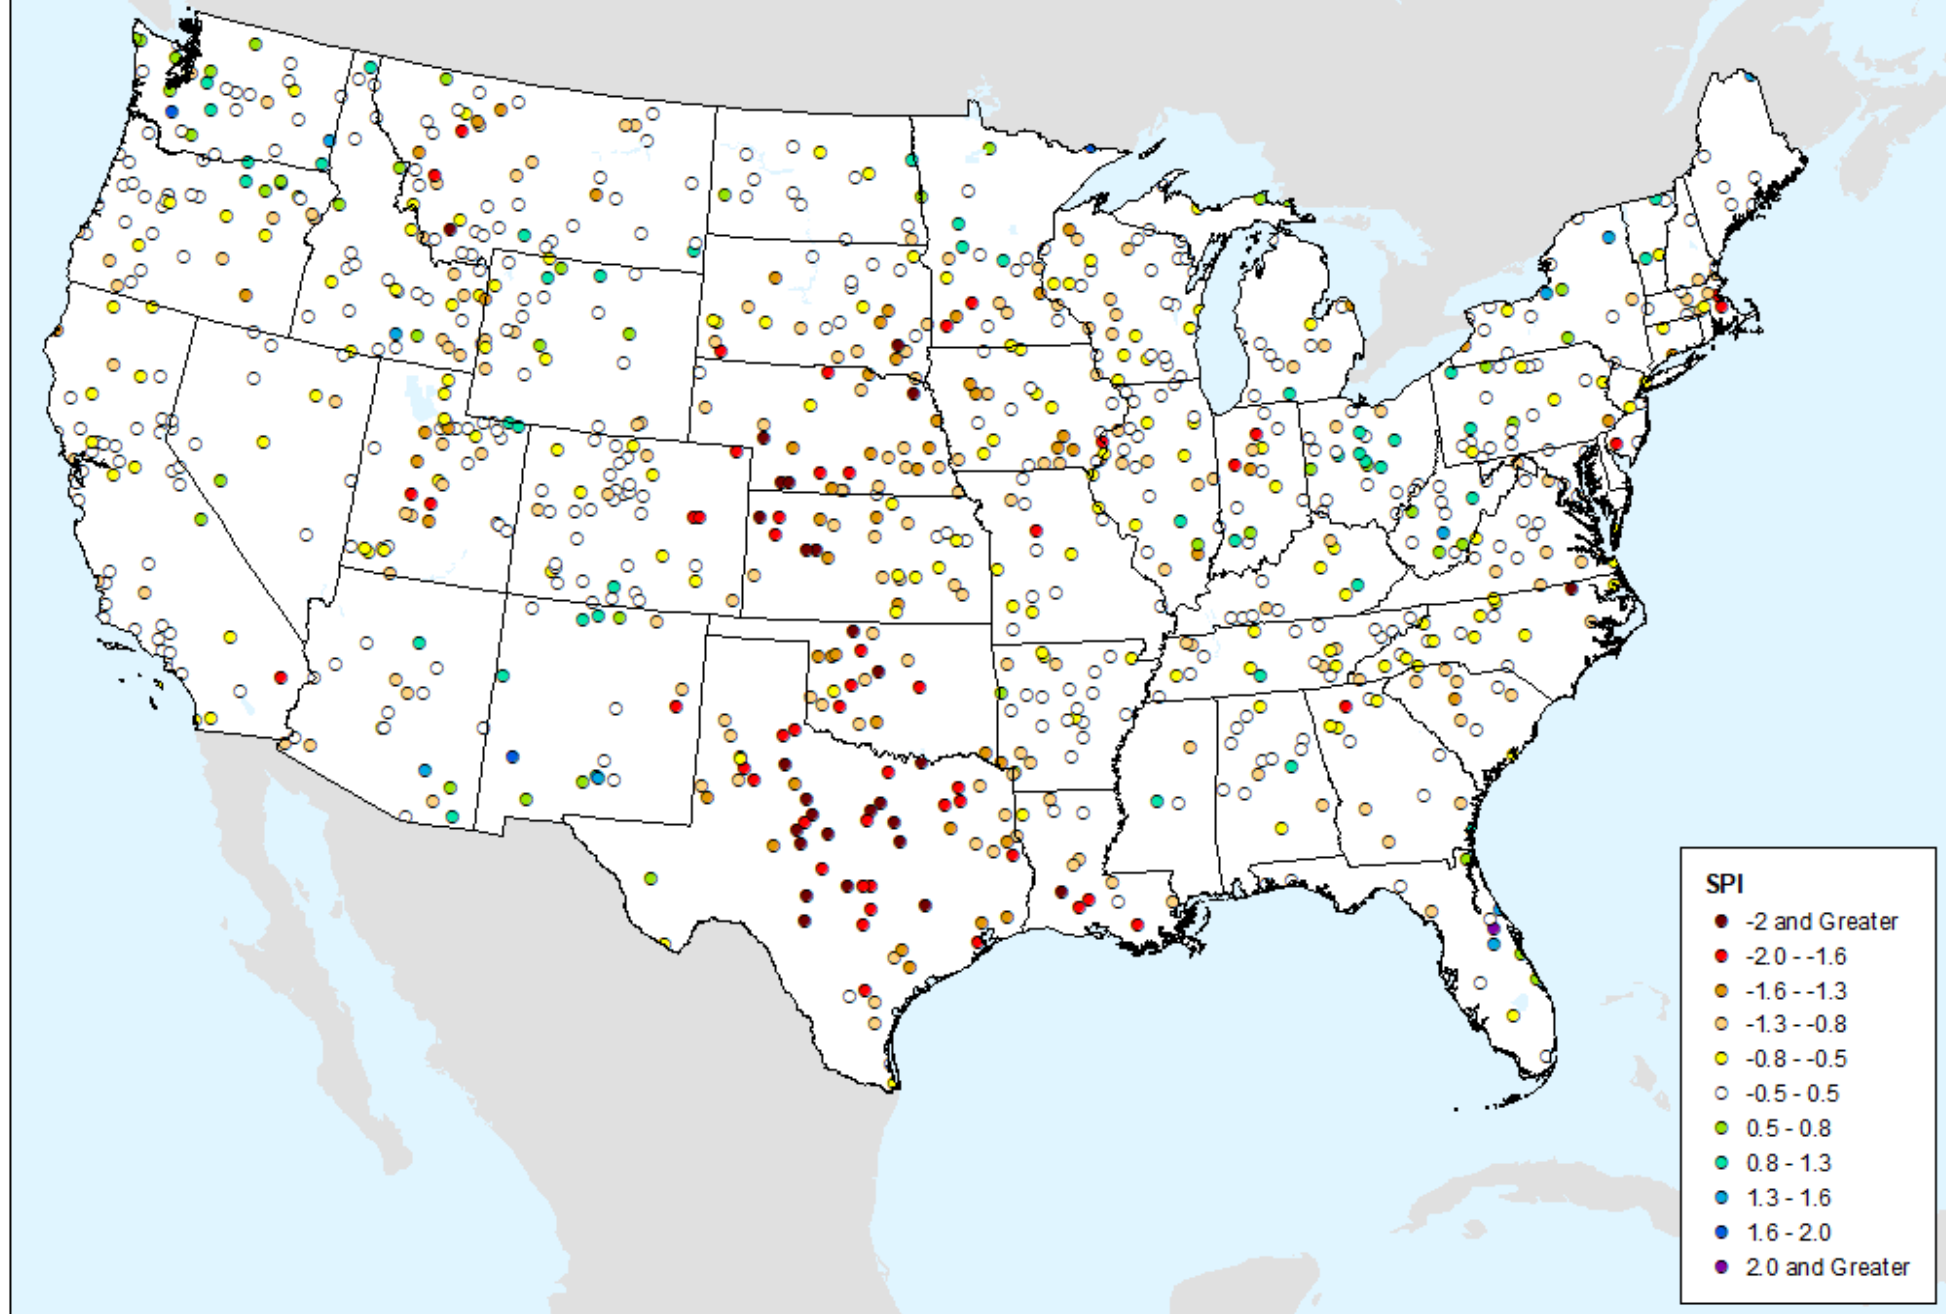 SPI
-2 and Greater
-2.0 - -1.6
-1.6 - -1.3
-1.3 - -0.8
-0.8 - -0.5
-0.5 - 0.5
0.5 - 0.8
0.8 - 1.3
1.3 - 1.6
1.6 - 2.0
2.0 and Greater